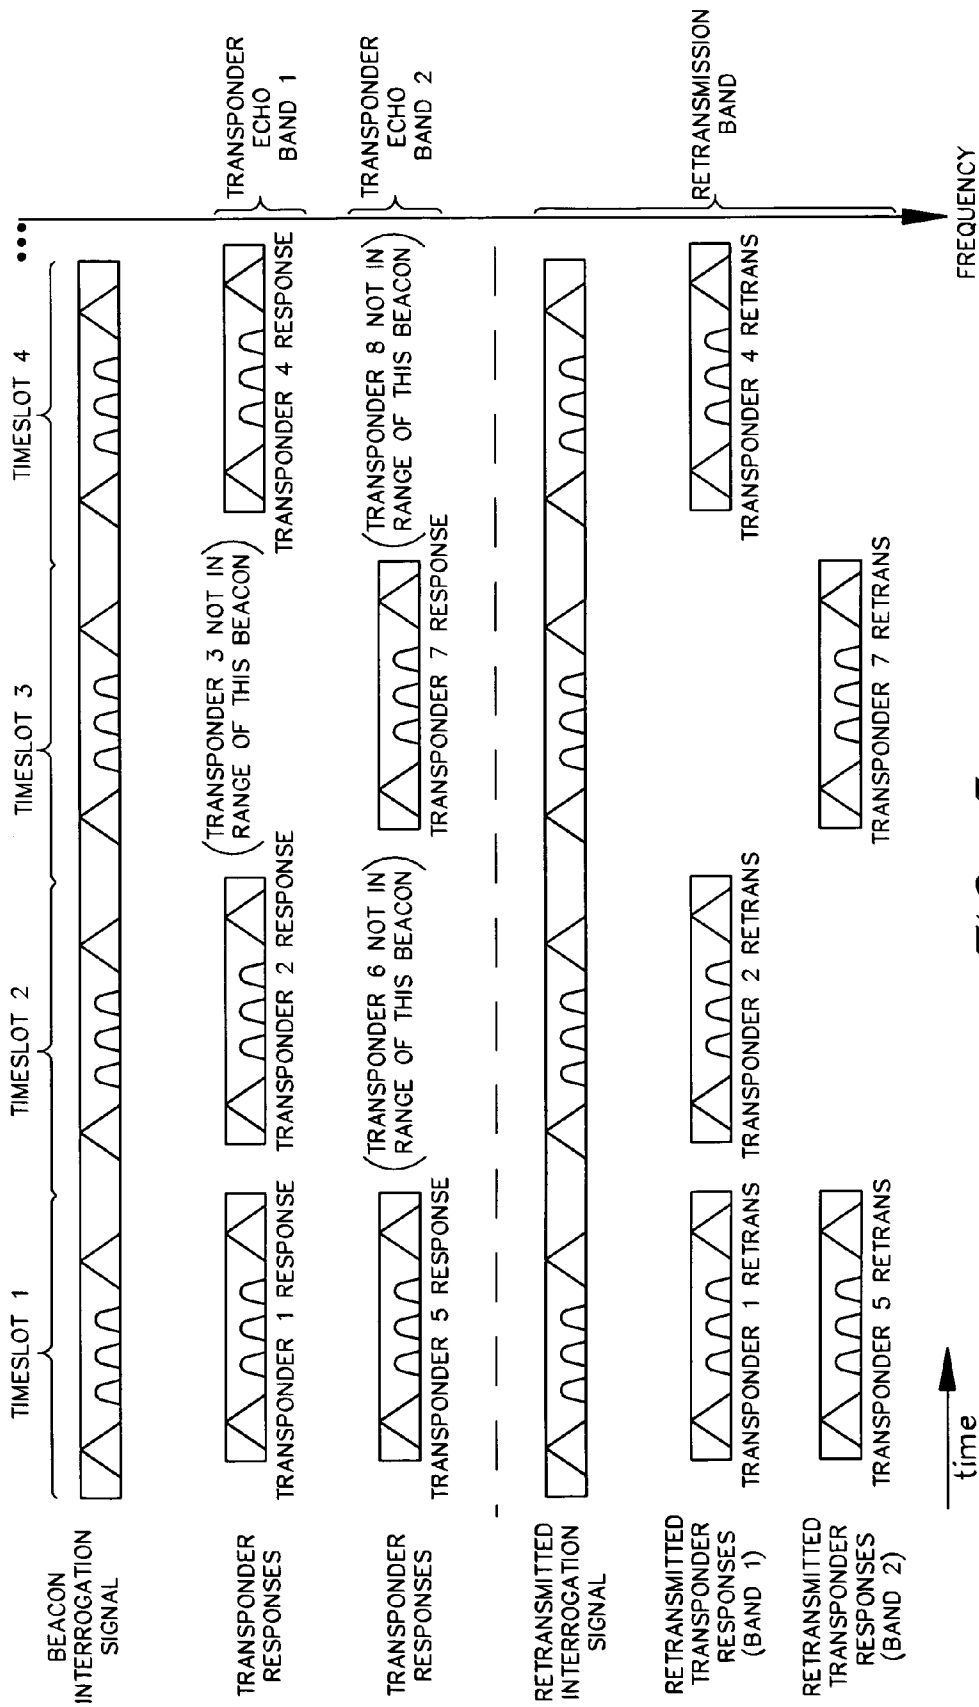 TIMESLOT 1
TIMESLOT 2
TIMESLOT 3
TIMESLOT 4
BEACON
INTERROGATION
SIGNAL
TRANSPONDER
RESPONSES
TRANSPONDER 1 RESPONSE
TRANSPONDER 2 RESPONSE
(TRANSPONDER 3 NOT IN
RANGE OF THIS BEACON)
TRANSPONDER 4 RESPONSE
TRANSPONDER
ECHO
BAND 1
TRANSPONDER
RESPONSES
TRANSPONDER 5 RESPONSE
(TRANSPONDER 6 NOT IN
RANGE OF THIS BEACON)
TRANSPONDER 7 RESPONSE
(TRANSPONDER 8 NOT IN
RANGE OF THIS BEACON)
TRANSPONDER
ECHO
BAND 2
RETRANSMITTED
INTERROGATION
SIGNAL
RETRANSMITTED
TRANSPONDER
RESPONSES
(BAND 1)
TRANSPONDER 1 RETRANS
TRANSPONDER 2 RETRANS
TRANSPONDER 4 RETRANS
RETRANSMISSION
BAND
RETRANSMITTED
TRANSPONDER
RESPONSES
(BAND 2)
TRANSPONDER 5 RETRANS
TRANSPONDER 7 RETRANS
time
FREQUENCY